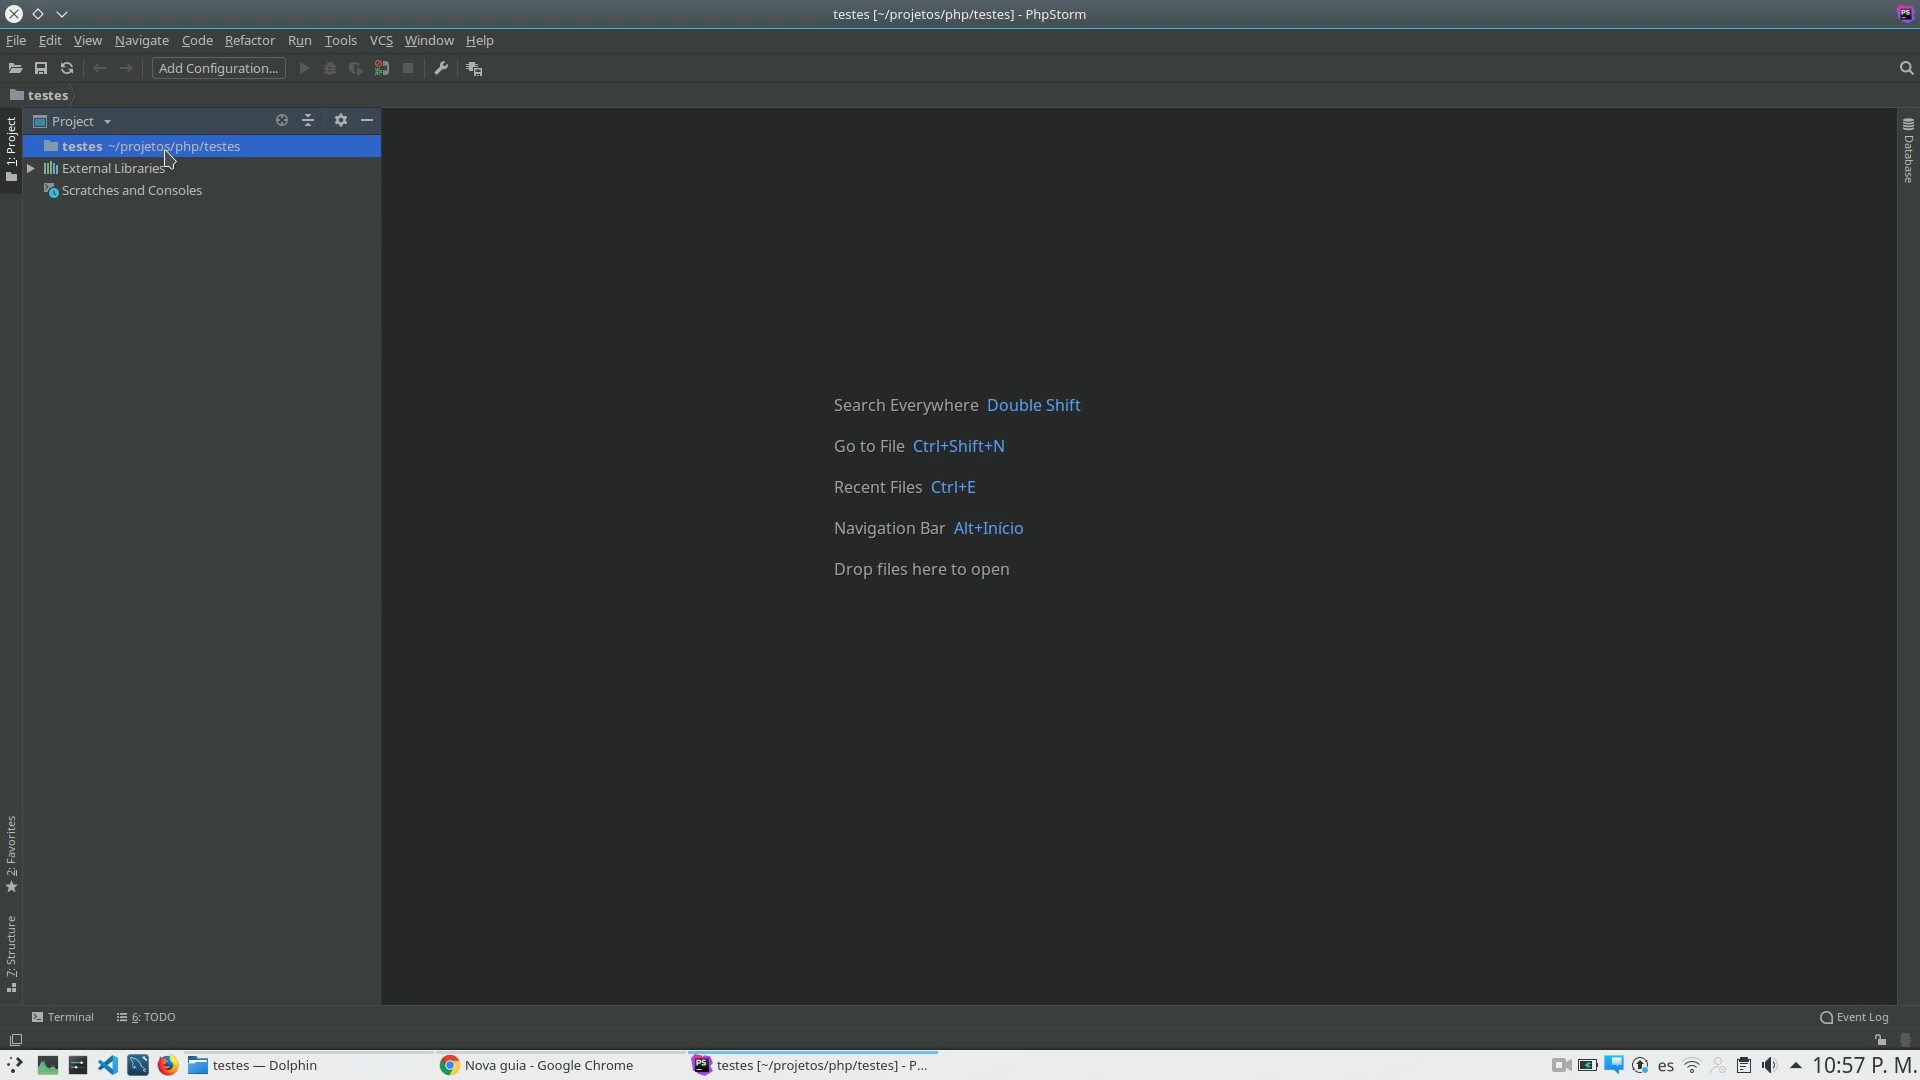 testes [~/projetos/php/testes] - PhpStorm
File Edit View Navigate Code Refactor Run Tools VCS Window Help
Add Configuration...
testes
Project
1: Project
testes ~/projetos/php/testes
External Libraries
Scratches and Consoles
Database
Search Everywhere Double Shift
Go to File Ctrl+Shift+N
Recent Files Ctrl+E
Navigation Bar Alt+Início
Drop files here to open
2: Favorites
7: Structure
Terminal 6: TODO Event Log
testes — Dolphin Nova guia - Google Chrome PS testes [~/projetos/php/testes] - P... es 10:57 P. M.